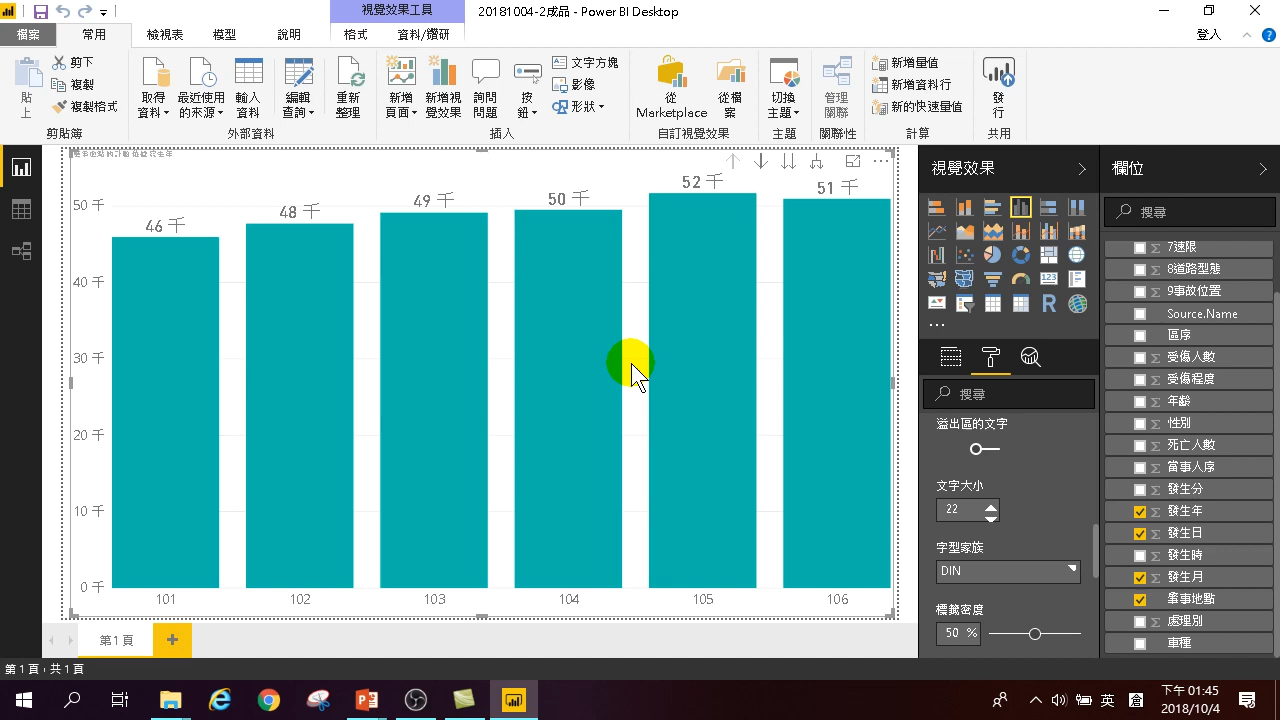 視覺效果工具
20181004-2成品 - Power BI Desktop
檔案
常用
檢視表
模型
說明
格式
資料/鑽研
登入
貼上
剪下
複製
複製格式
剪貼簿
取得資料
最近使用的來源
輸入資料
編輯查詢
重新整理
外部資料
新增頁面
新增視覺效果
詢問問題
按鈕
文字方塊
影像
形狀
插入
從 Marketplace
從檔案
自訂視覺效果
切換主題
主題
管理關聯
關聯性
新增量值
新增資料行
新的快速量值
計算
發行
共用
50 千
40 千
30 千
20 千
10 千
0 千
46 千
48 千
49 千
50 千
52 千
51 千
101
102
103
104
105
106
視覺效果
搜尋
溢出區的文字
文字大小
22
字型家族
DIN
標籤密度
50 %
欄位
搜尋
7速限
8道路型態
9事故位置
Source.Name
區序
受傷人數
受傷程度
年齡
性別
死亡人數
當事人序
發生分
發生年
發生日
發生時
發生月
肇事地點
處理別
車種
第 1 頁
第 1 頁，共 1 頁
英
下午 01:45
2018/10/4